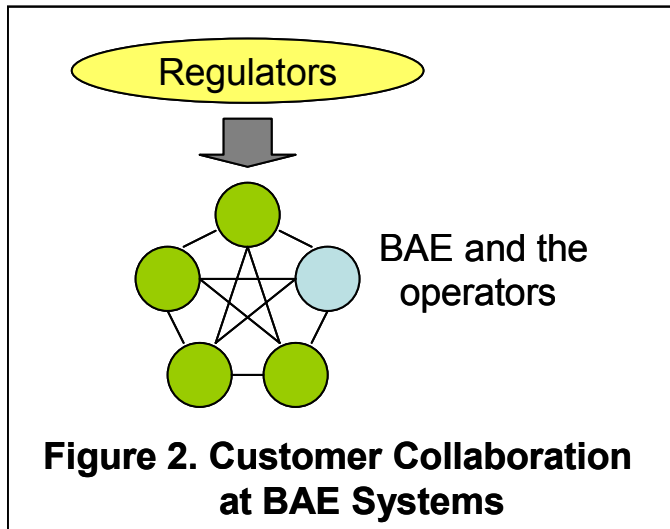 Regulators
BAE and the
operators
Figure 2. Customer Collaboration
at BAE Systems